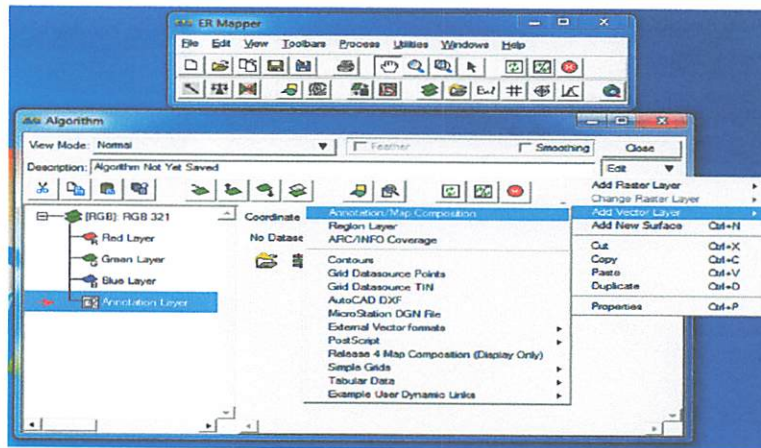 ER Mapper
File Edit View Toolbars Process Utilities Windows Help
Algorithm
View Mode: Normal
Feather
Smoothing
Close
Description: Algorithm Not Yet Saved
Edit
[RGB]: RGB 321
Red Layer
Green Layer
Blue Layer
Annotation Layer
Coordinate
No Datase
Annotation/Map Composition
Region Layer
ARC/INFO Coverage
Contours
Grid Datasource Points
Grid Datasource TIN
AutoCAD DXF
MicroStation DGN File
External Vector formats
PostScript
Release 4 Map Composition (Display Only)
Simple Grids
Tabular Data
Example User Dynamic Links
Add Raster Layer
Change Raster Layer
Add Vector Layer
Add New Surface Ctrl+N
Cut Ctrl+X
Copy Ctrl+C
Paste Ctrl+V
Duplicate Ctrl+D
Properties Ctrl+P